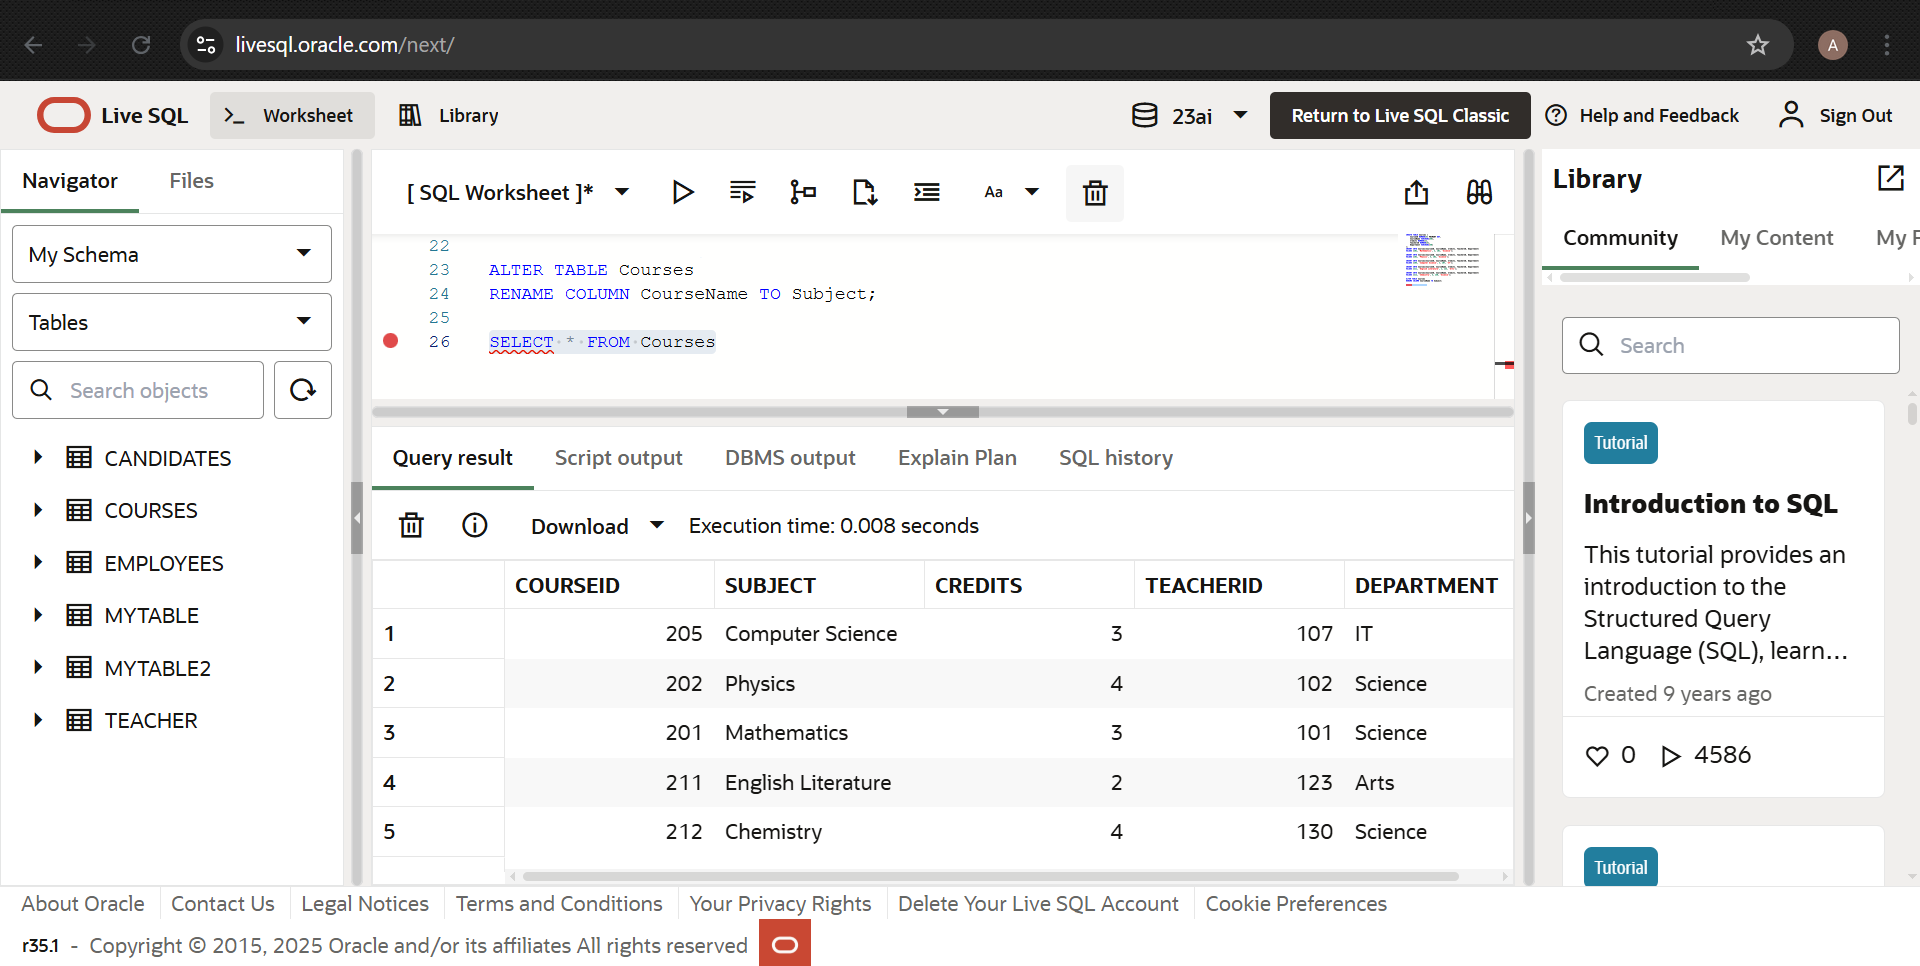 livesql.oracle.com/next/
A
Live SQL
Worksheet
Library
23ai
Return to Live SQL Classic
Help and Feedback
Sign Out
Navigator
Files
My Schema
Tables
Search objects
CANDIDATES
COURSES
EMPLOYEES
MYTABLE
MYTABLE2
TEACHER
[ SQL Worksheet ]*
Aa
22
23 ALTER TABLE Courses
24 RENAME COLUMN CourseName TO Subject;
25
26 SELECT * FROM Courses
Query result
Script output
DBMS output
Explain Plan
SQL history
Download
Execution time: 0.008 seconds
COURSEID SUBJECT CREDITS TEACHERID DEPARTMENT
1 205 Computer Science 3 107 IT
2 202 Physics 4 102 Science
3 201 Mathematics 3 101 Science
4 211 English Literature 2 123 Arts
5 212 Chemistry 4 130 Science
Library
Community
My Content
My F
Search
Tutorial
Introduction to SQL
This tutorial provides an
introduction to the
Structured Query
Language (SQL), learn...
Created 9 years ago
0
4586
Tutorial
About Oracle
Contact Us
Legal Notices
Terms and Conditions
Your Privacy Rights
Delete Your Live SQL Account
Cookie Preferences
r35.1 - Copyright © 2015, 2025 Oracle and/or its affiliates All rights reserved